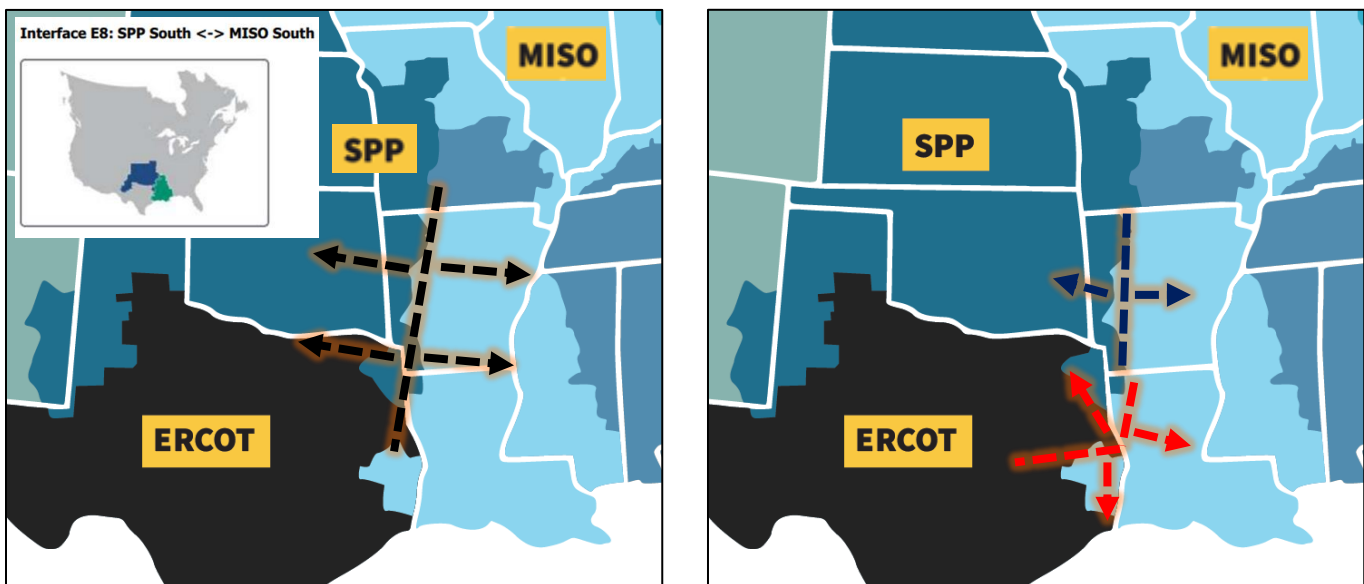 Interface E8: SPP South <-> MISO South
MISO
SPP
ERCOT
MISO
SPP
ERCOT